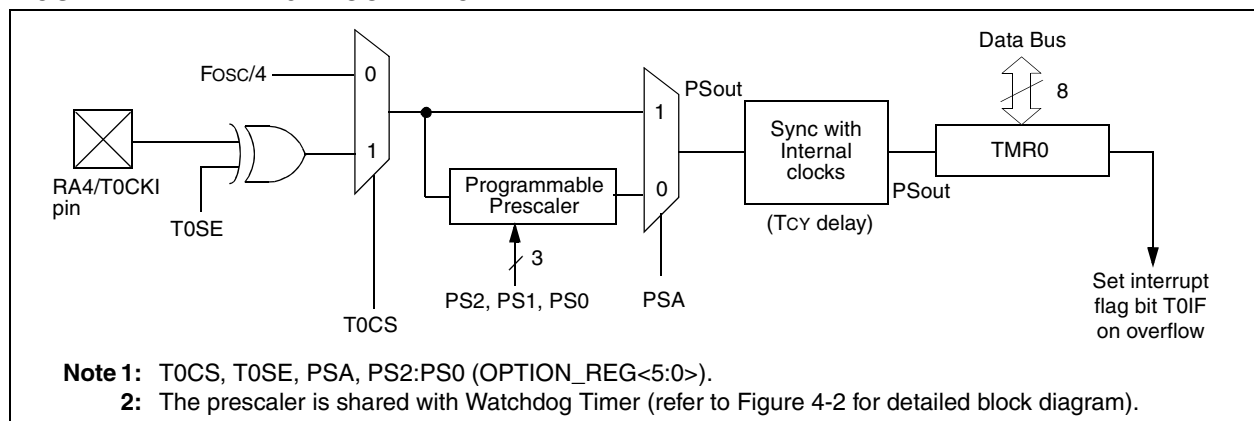 Data Bus
8
FOSC/4
0
1
PSout
1
0
Sync with
Internal
clocks
(TCY delay)
TMR0
PSout
RA4/T0CKI
pin
T0SE
Programmable
Prescaler
3
PS2, PS1, PS0
PSA
T0CS
Set interrupt
flag bit T0IF
on overflow
Note 1: T0CS, T0SE, PSA, PS2:PS0 (OPTION_REG<5:0>).
2: The prescaler is shared with Watchdog Timer (refer to Figure 4-2 for detailed block diagram).